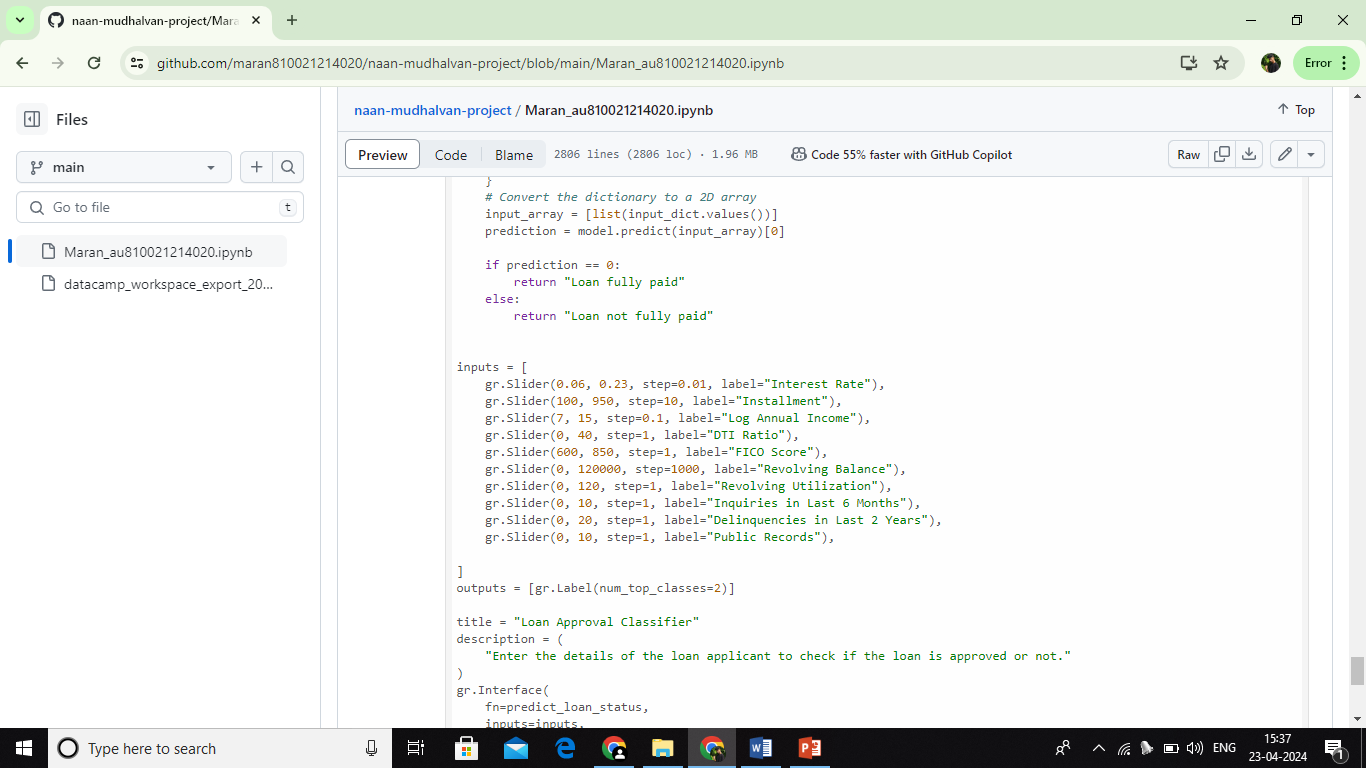 naan-mudhalvan-project/Mara
github.com/maran810021214020/naan-mudhalvan-project/blob/main/Maran_au810021214020.ipynb
Error
Files
naan-mudhalvan-project / Maran_au810021214020.ipynb
Top
main
Preview Code Blame 2806 lines (2806 loc) · 1.96 MB Code 55% faster with GitHub Copilot Raw
Go to file t
Maran_au810021214020.ipynb
datacamp_workspace_export_20...
}
# Convert the dictionary to a 2D array
input_array = [list(input_dict.values())]
prediction = model.predict(input_array)[0]
if prediction == 0:
return "Loan fully paid"
else:
return "Loan not fully paid"
inputs = [
gr.Slider(0.06, 0.23, step=0.01, label="Interest Rate"),
gr.Slider(100, 950, step=10, label="Installment"),
gr.Slider(7, 15, step=0.1, label="Log Annual Income"),
gr.Slider(0, 40, step=1, label="DTI Ratio"),
gr.Slider(600, 850, step=1, label="FICO Score"),
gr.Slider(0, 120000, step=1000, label="Revolving Balance"),
gr.Slider(0, 120, step=1, label="Revolving Utilization"),
gr.Slider(0, 10, step=1, label="Inquiries in Last 6 Months"),
gr.Slider(0, 20, step=1, label="Delinquencies in Last 2 Years"),
gr.Slider(0, 10, step=1, label="Public Records"),
]
outputs = [gr.Label(num_top_classes=2)]
title = "Loan Approval Classifier"
description = (
"Enter the details of the loan applicant to check if the loan is approved or not."
)
gr.Interface(
fn=predict_loan_status,
inputs=inputs,
Type here to search
ENG
15:37
23-04-2024
1